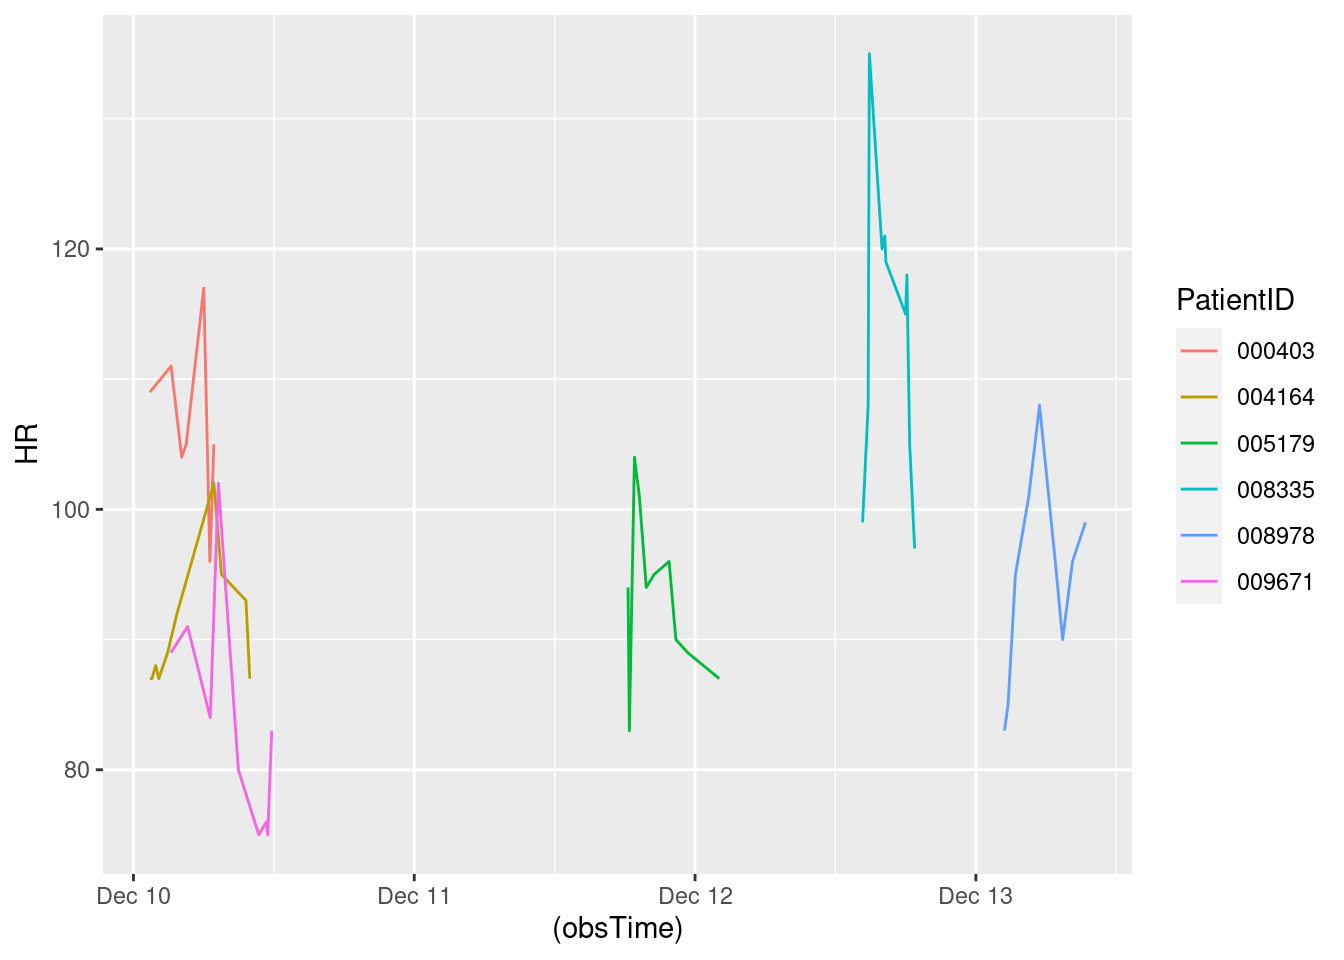 120
100
80
HR
Dec 10
Dec 11
Dec 12
Dec 13
(obsTime)
PatientID
000403
004164
005179
008335
008978
009671